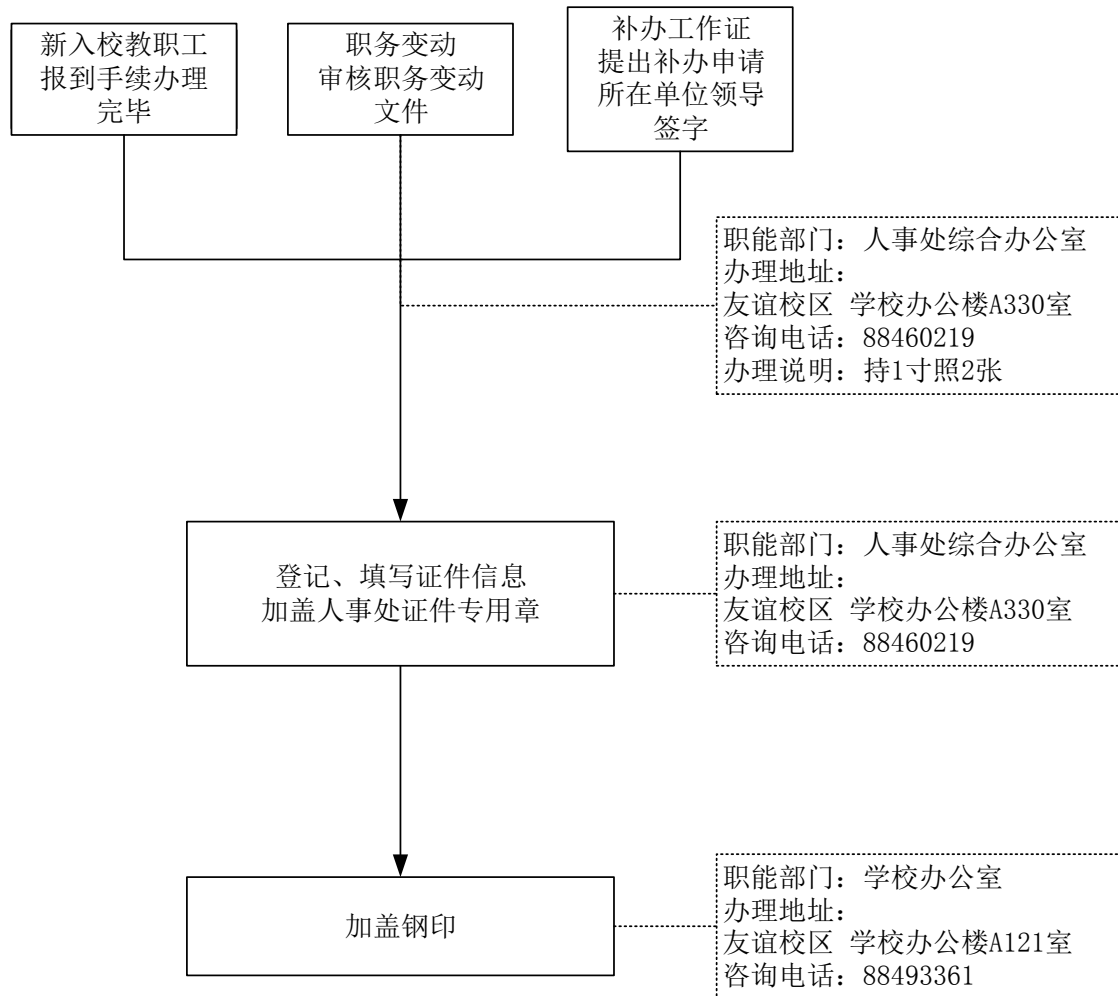 新入校教职工
报到手续办理
完毕
职务变动
审核职务变动
文件
补办工作证
提出补办申请
所在单位领导
签字
职能部门：人事处综合办公室
办理地址：
友谊校区 学校办公楼A330室
咨询电话：88460219
办理说明：持1寸照2张
登记、填写证件信息
加盖人事处证件专用章
职能部门：人事处综合办公室
办理地址：
友谊校区 学校办公楼A330室
咨询电话：88460219
加盖钢印
职能部门：学校办公室
办理地址：
友谊校区 学校办公楼A121室
咨询电话：88493361